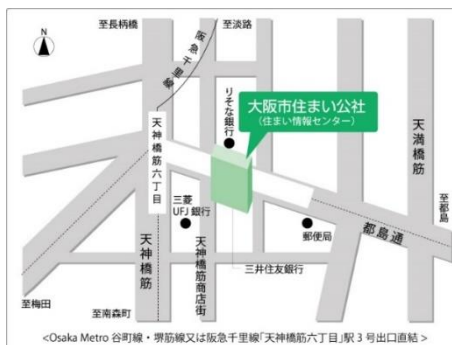 N
至長柄橋
至淡路
阪急千里線
りそな銀行
大阪市住まい公社
(住まい情報センター)
天満橋筋
天神橋筋六丁目
至都島
三菱
UFJ 銀行
郵便局
都島通
天神橋筋
天神橋筋商店街
三井住友銀行
至梅田
至南森町
<Osaka Metro 谷町線・堺筋線又は阪急千里線「天神橋筋六丁目」駅 3 号出口直結 >